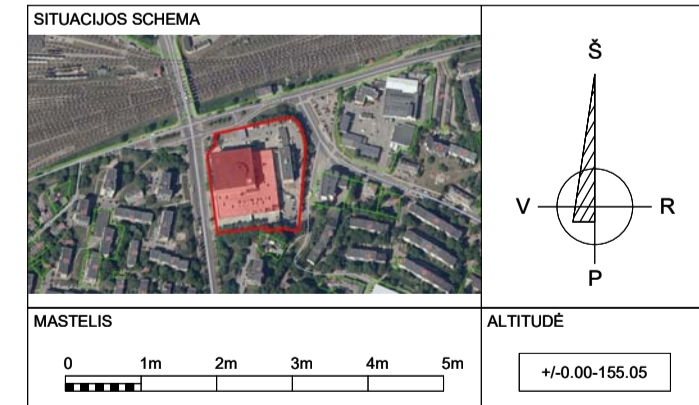 SITUACIJOS SCHEMA
Š
V
R
P
MASTELIS
0 1m 2m 3m 4m 5m
ALTITUDĖ
+/-0.00-155.05